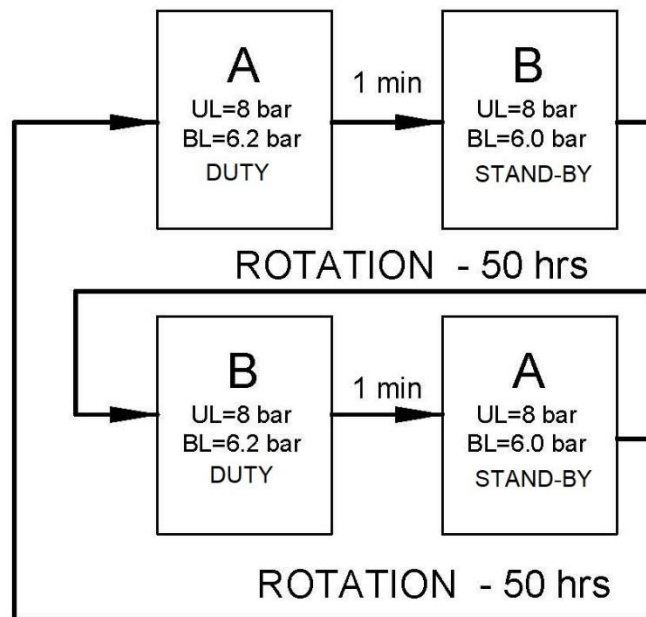 A
UL=8 bar
BL=6.2 bar
DUTY
1 min
B
UL=8 bar
BL=6.0 bar
STAND-BY
ROTATION - 50 hrs
B
UL=8 bar
BL=6.2 bar
DUTY
1 min
A
UL=8 bar
BL=6.0 bar
STAND-BY
ROTATION - 50 hrs